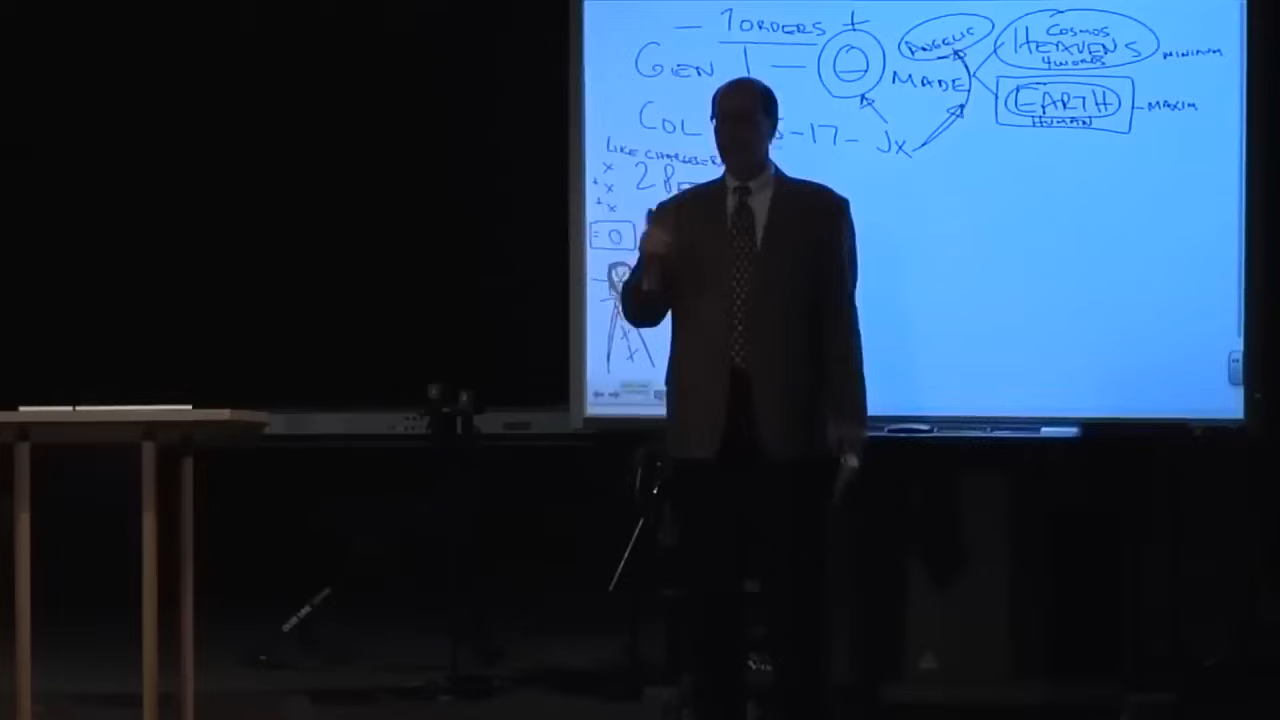 — 7 ORDERS +
GEN 1 — Θ MADE
ANGELIC
COSMOS
HEAVENS
4 WORDS
MINIMUM
EARTH
HUMAN
— MAXIM
COL -17- JX
LIKE CHARGE
28
x
+x
+x
= 0